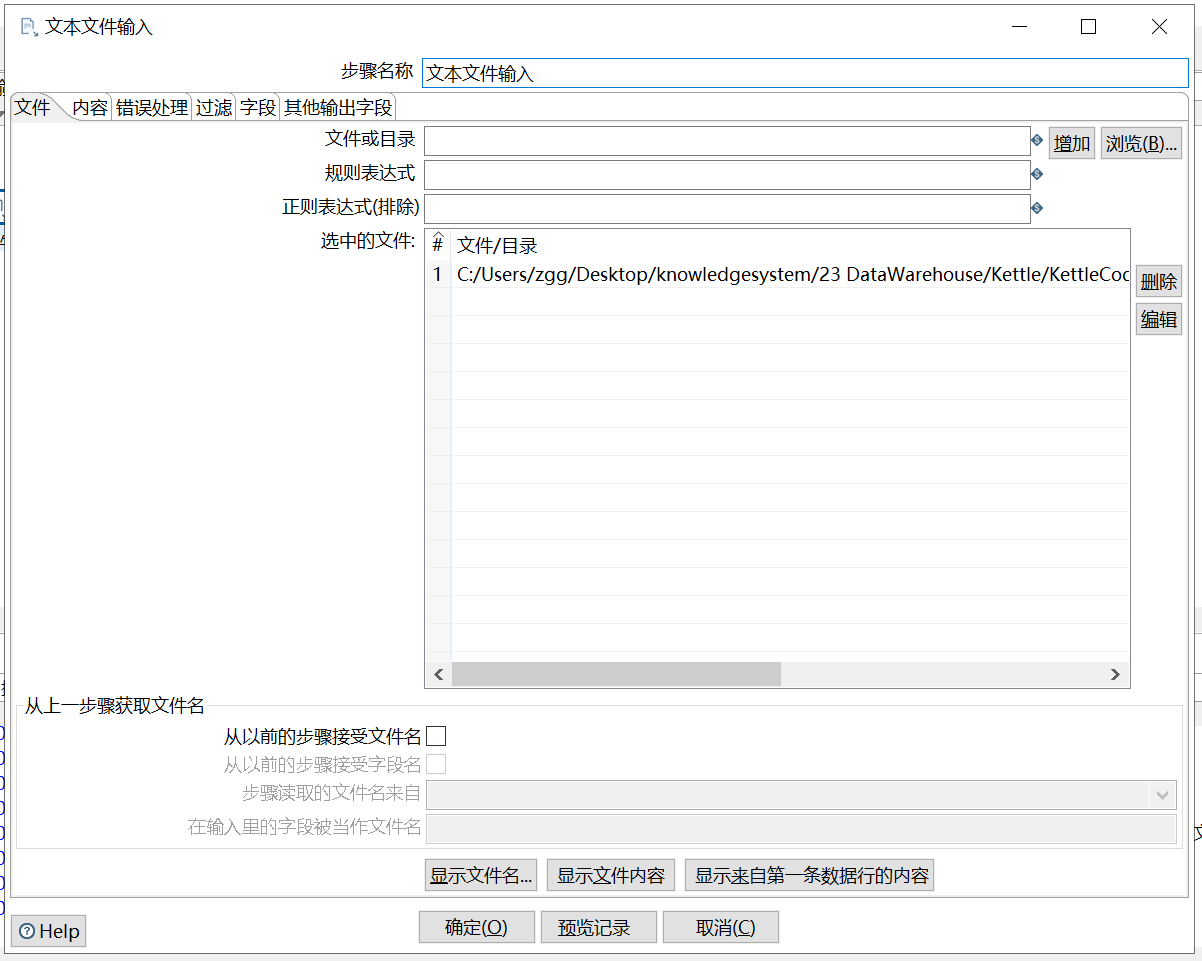 文本文件输入
步骤名称 文本文件输入
文件 内容 错误处理 过滤 字段 其他输出字段
文件或目录 增加 浏览(B)...
规则表达式
正则表达式(排除)
选中的文件: # 文件/目录
1 C:/Users/zgg/Desktop/knowledgesystem/23 DataWarehouse/Kettle/KettleCod
删除
编辑
从上一步骤获取文件名
从以前的步骤接受文件名
从以前的步骤接受字段名
步骤读取的文件名来自
在输入里的字段被当作文件名
显示文件名... 显示文件内容 显示来自第一条数据行的内容
Help 确定(O) 预览记录 取消(C)